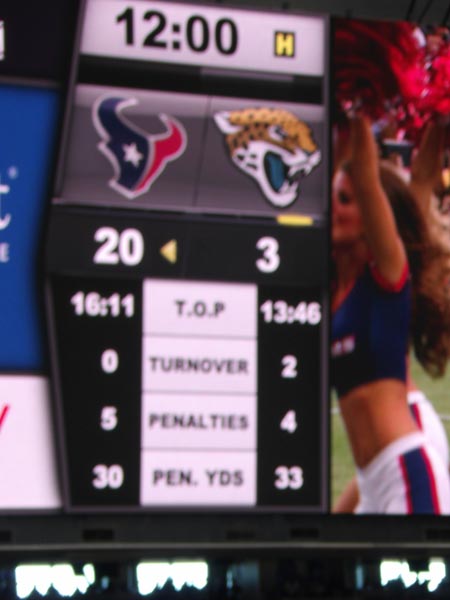 12:00 H
20 3
16:11 T.O.P 13:46
0 TURNOVER 2
5 PENALTIES 4
30 PEN. YDS 33